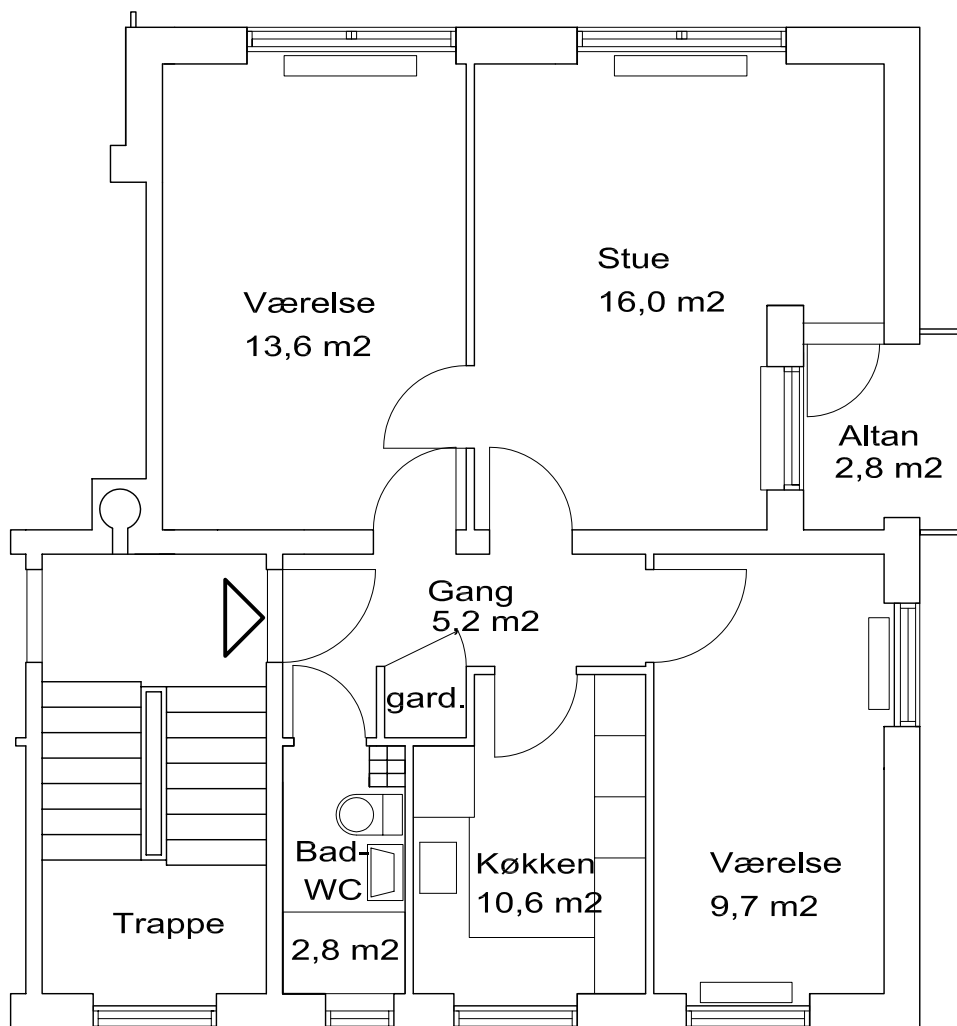 Stue
16,0 m2
Værelse
13,6 m2
Altan
2,8 m2
Gang
5,2 m2
gard.
Bad-
WC
2,8 m2
Køkken
10,6 m2
Værelse
9,7 m2
Trappe